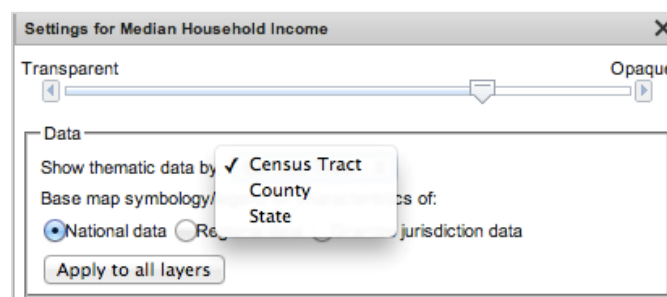 Settings for Median Household Income
Transparent Opaque
Data
Show thematic data by ✓ Census Tract
County
Base map symbology/ cs of:
State
National data Re jurisdiction data
Apply to all layers